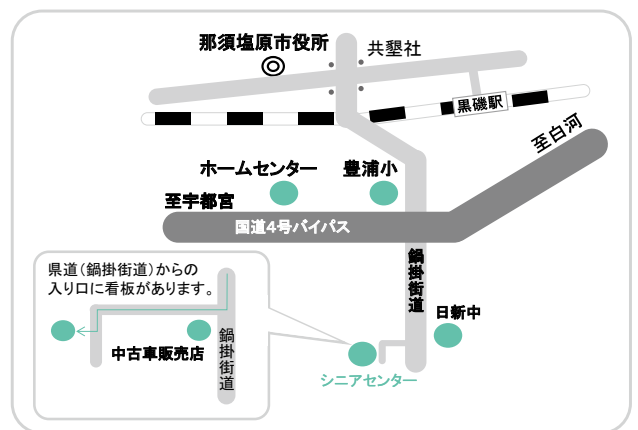 那須塩原市役所
共墾社
黒磯駅
至白河
ホームセンター
豊浦小
至宇都宮
国道4号バイパス
鍋掛街道
県道（鍋掛街道）からの
入り口に看板があります。
中古車販売店
鍋掛街道
日新中
シニアセンター